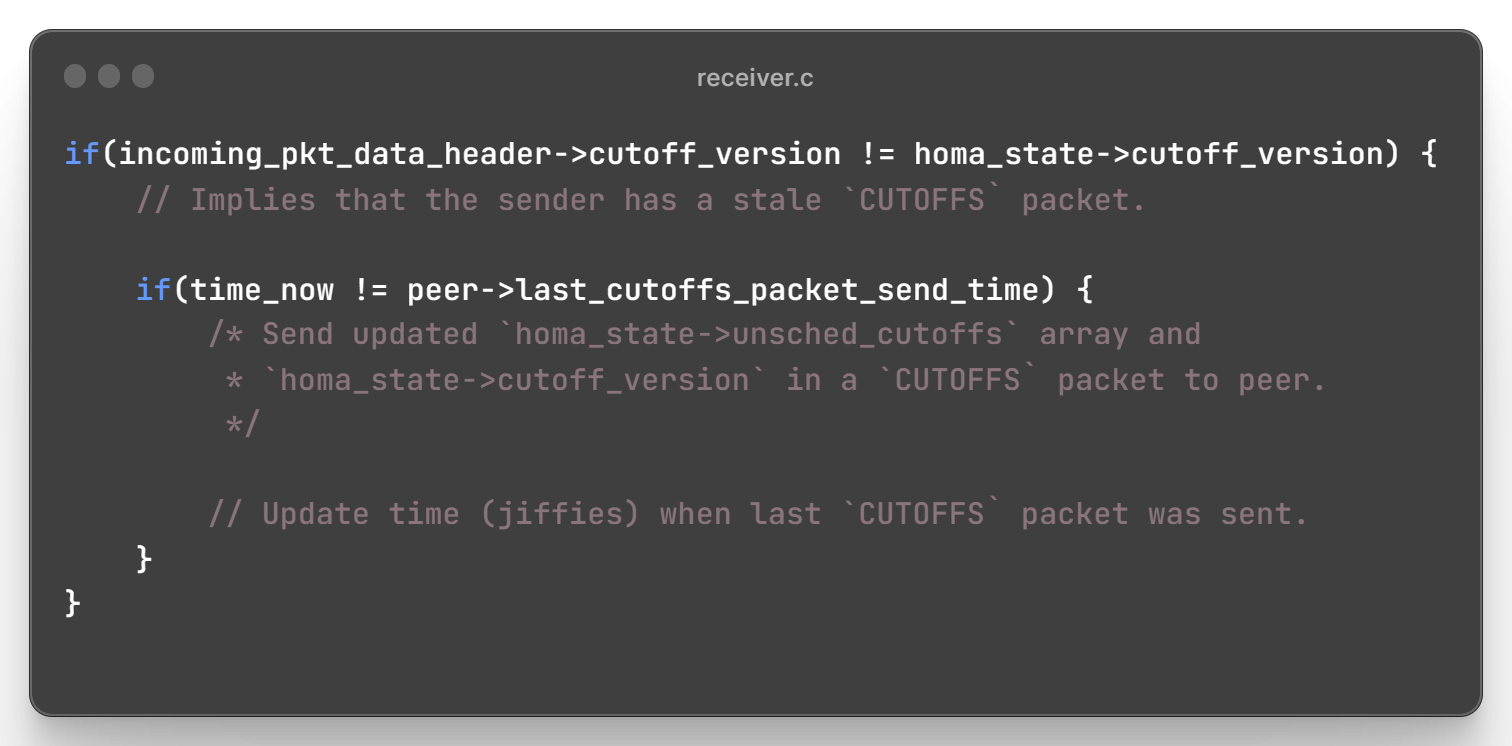 receiver.c
if(incoming_pkt_data_header->cutoff_version != homa_state->cutoff_version) {
    // Implies that the sender has a stale `CUTOFFS` packet.
    if(time_now != peer->last_cutoffs_packet_send_time) {
        /* Send updated `homa_state->unsched_cutoffs` array and
         * `homa_state->cutoff_version` in a `CUTOFFS` packet to peer.
         */
        // Update time (jiffies) when last `CUTOFFS` packet was sent.
    }
}